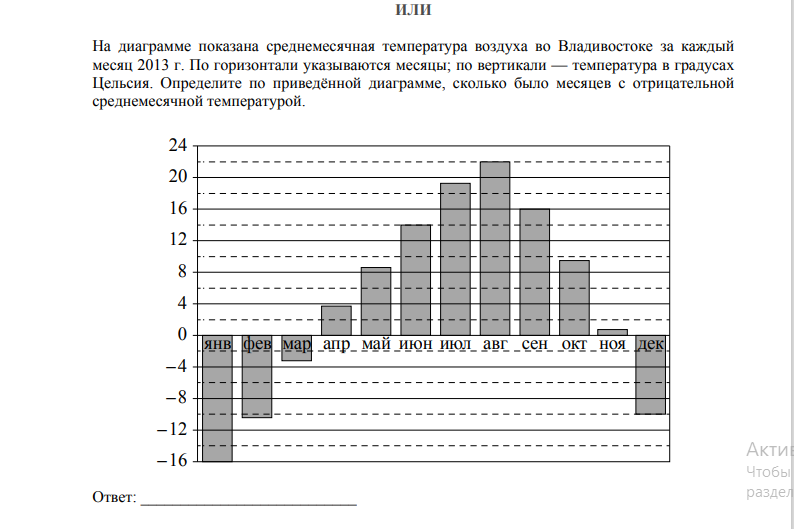 ИЛИ
На диаграмме показана среднемесячная температура воздуха во Владивостоке за каждый
месяц 2013 г. По горизонтали указываются месяцы; по вертикали — температура в градусах
Цельсия. Определите по приведённой диаграмме, сколько было месяцев с отрицательной
среднемесячной температурой.
24
20
16
12
8
4
0
янв фев мар апр май июн июл авг сен окт ноя дек
−4
−8
−12
−16
Ответ: ___________________________
Акти
Чтобы
раздел